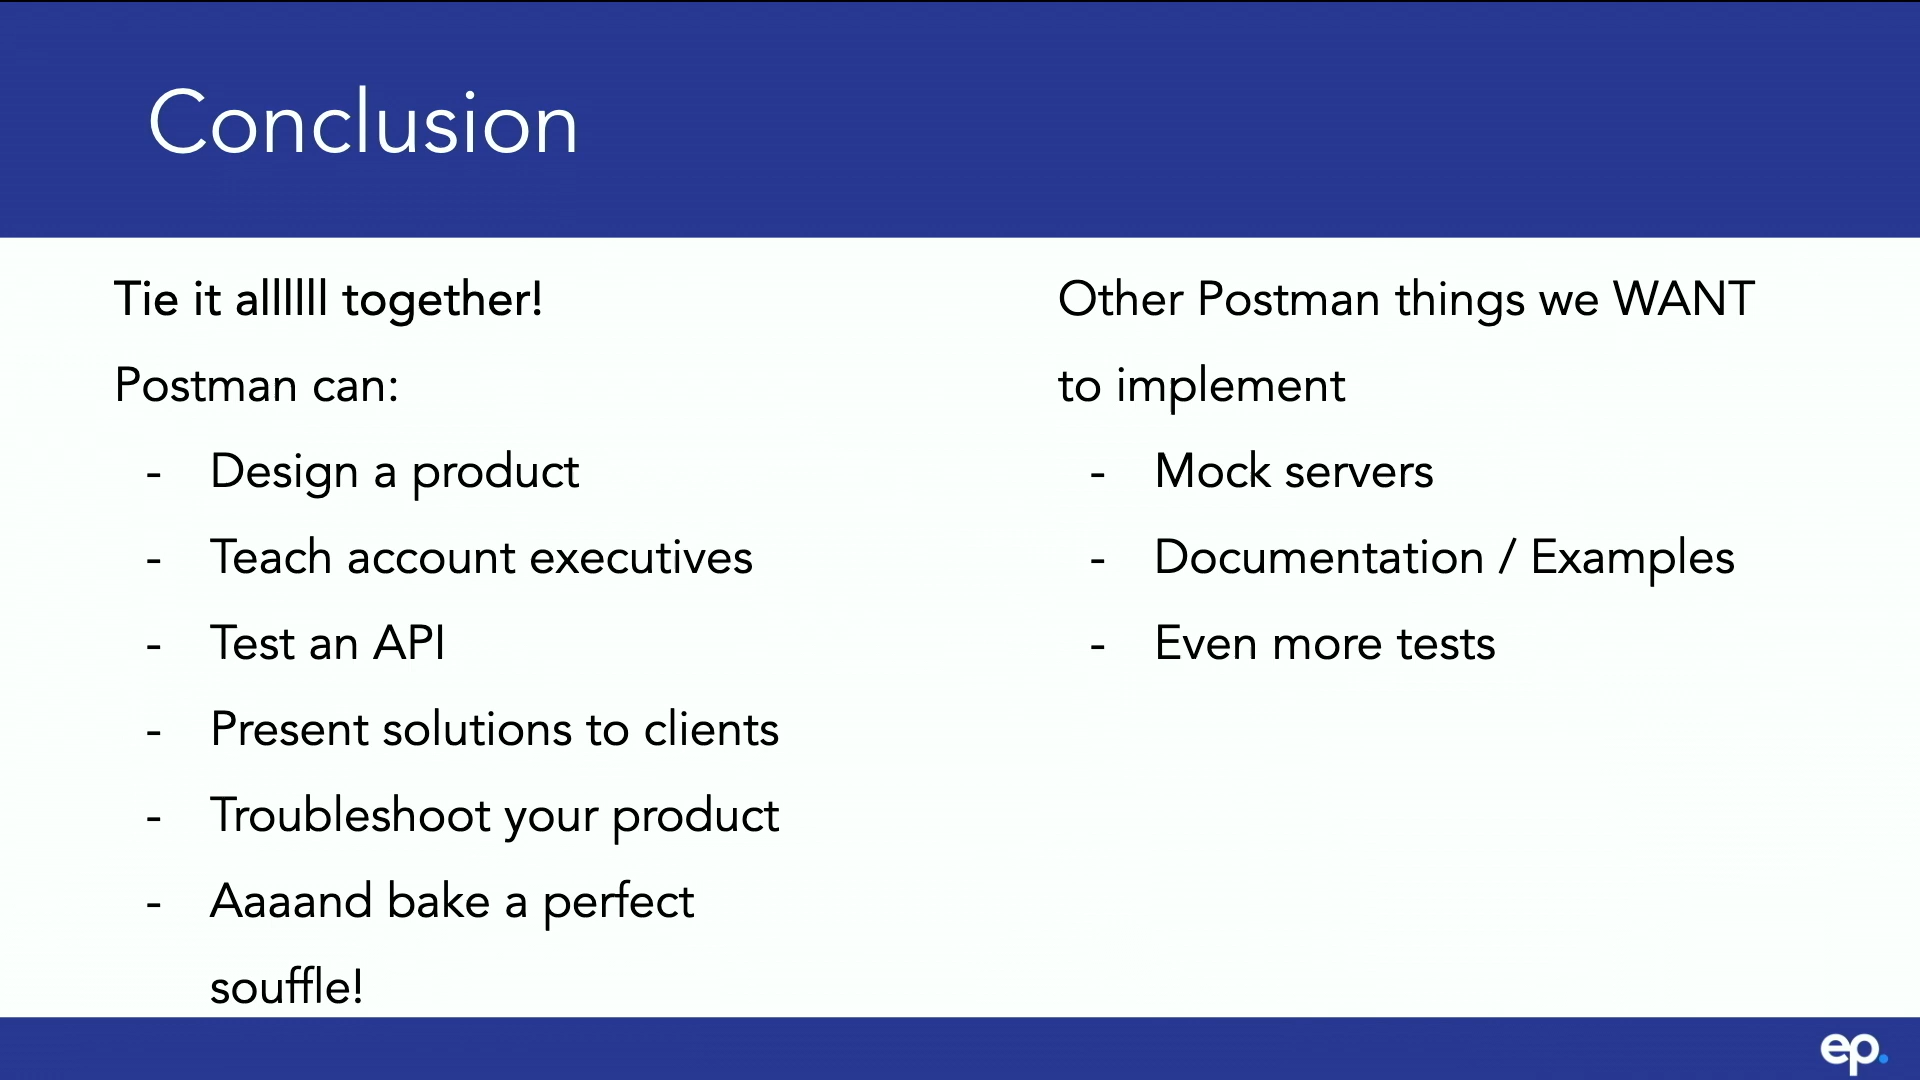 Conclusion
Tie it allllll together!
Postman can:
- Design a product
- Teach account executives
- Test an API
- Present solutions to clients
- Troubleshoot your product
- Aaaand bake a perfect
souffle!
Other Postman things we WANT
to implement
- Mock servers
- Documentation / Examples
- Even more tests
ep.